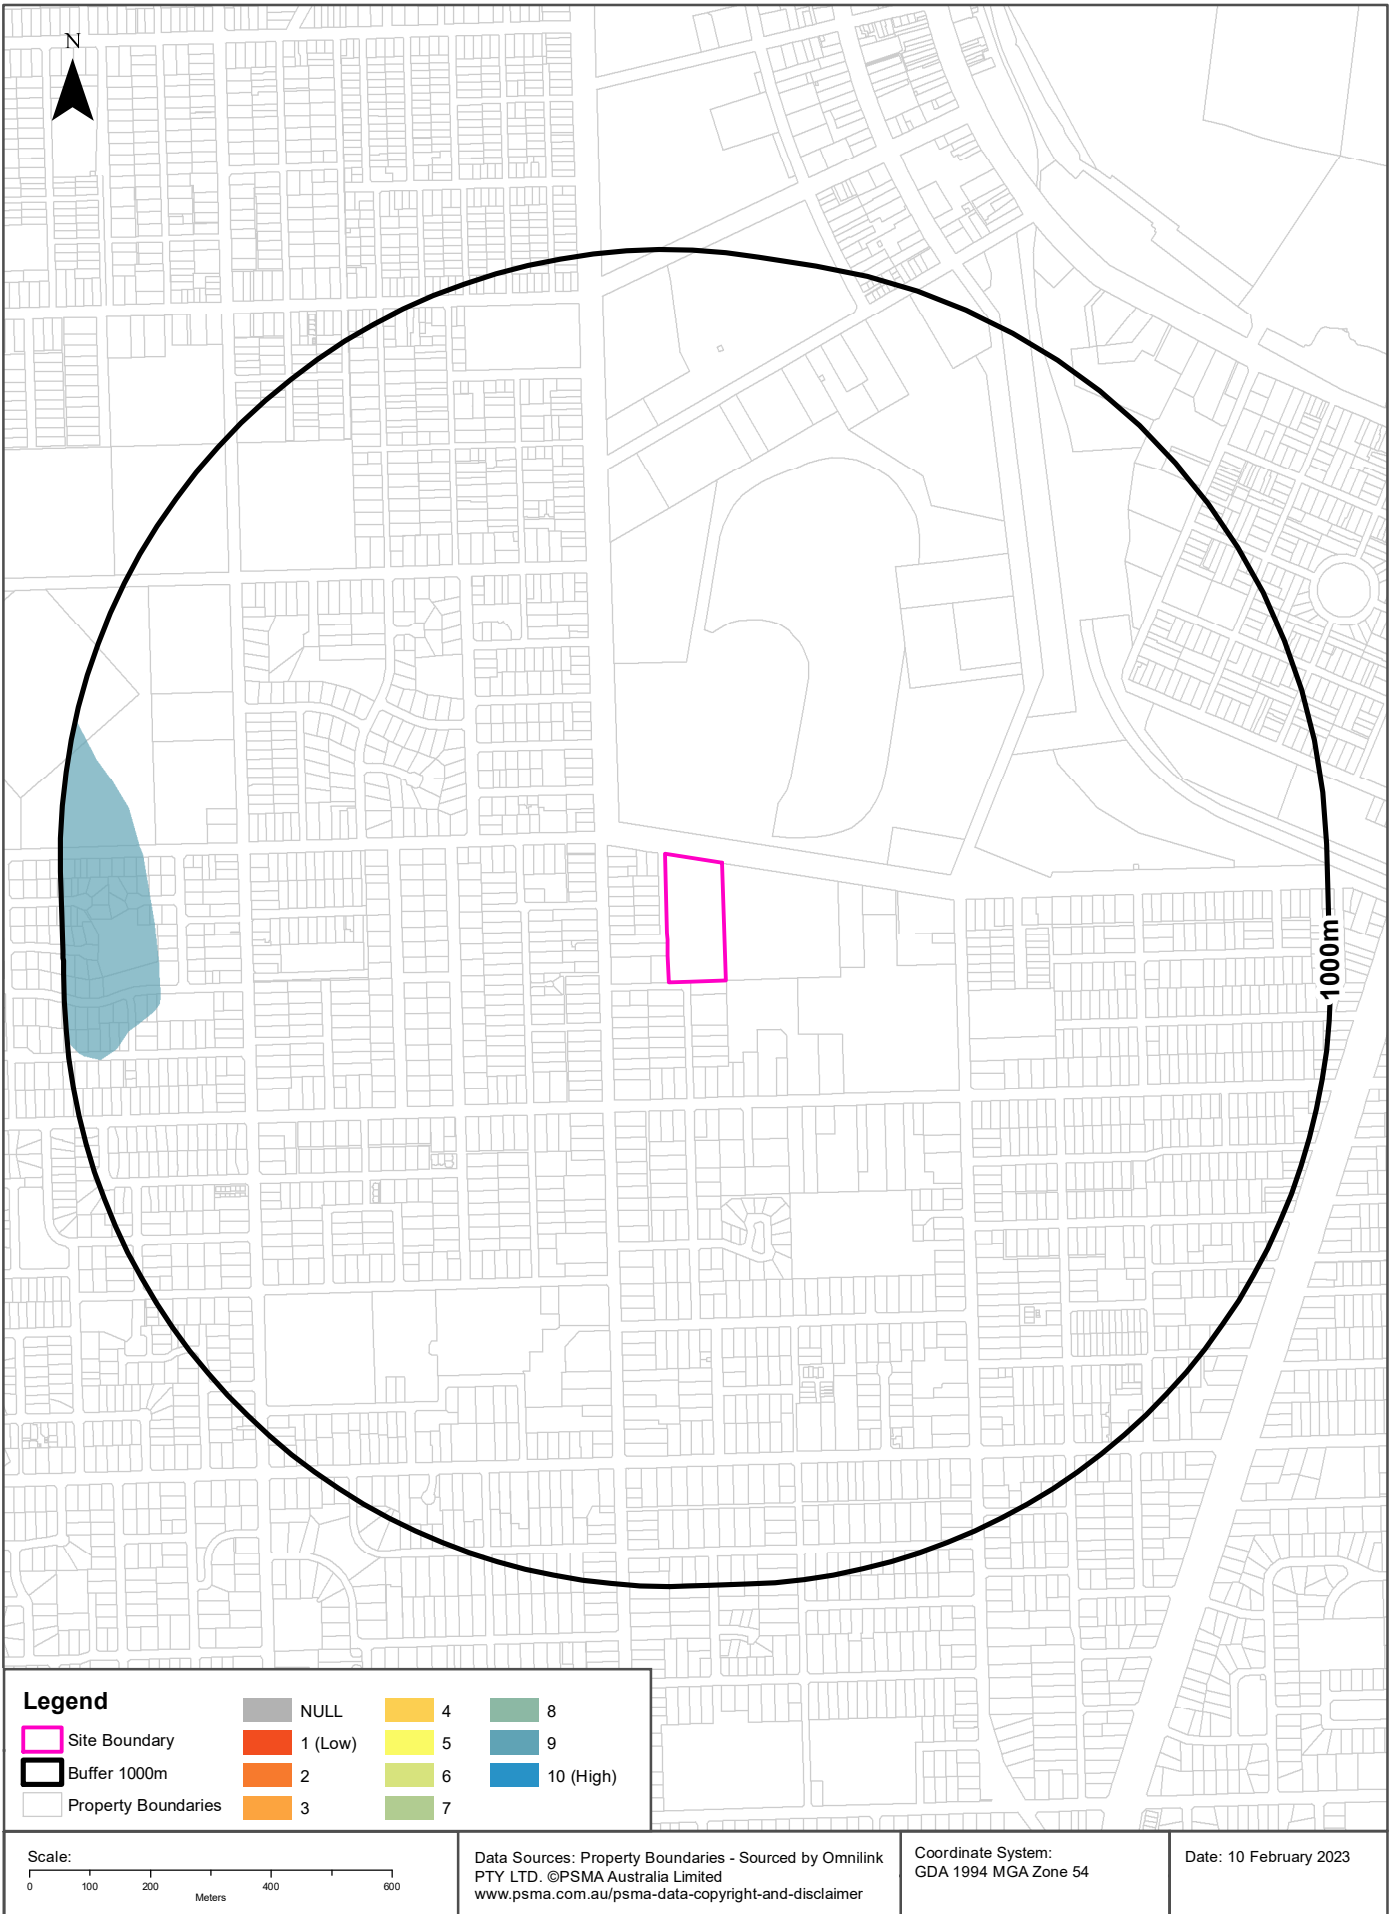 N
1000m
Legend
Site Boundary
Buffer 1000m
Property Boundaries
NULL
1 (Low)
2
3
4
5
6
7
8
9
10 (High)
Scale:
0 100 200 400 600
Meters
Data Sources: Property Boundaries - Sourced by Omnilink
PTY LTD. ©PSMA Australia Limited
www.psma.com.au/psma-data-copyright-and-disclaimer
Coordinate System:
GDA 1994 MGA Zone 54
Date: 10 February 2023